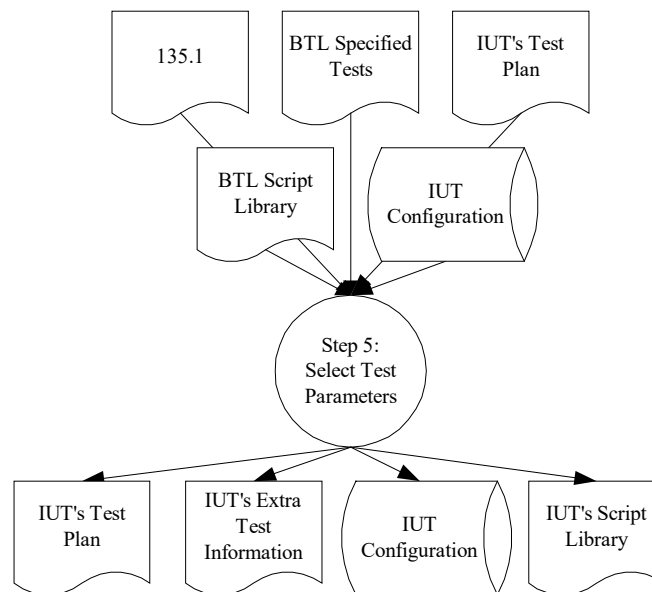 135.1
BTL Specified
Tests
IUT's Test
Plan
BTL Script
Library
IUT
Configuration
Step 5:
Select Test
Parameters
IUT's Test
Plan
IUT's Extra
Test
Information
IUT
Configuration
IUT's Script
Library